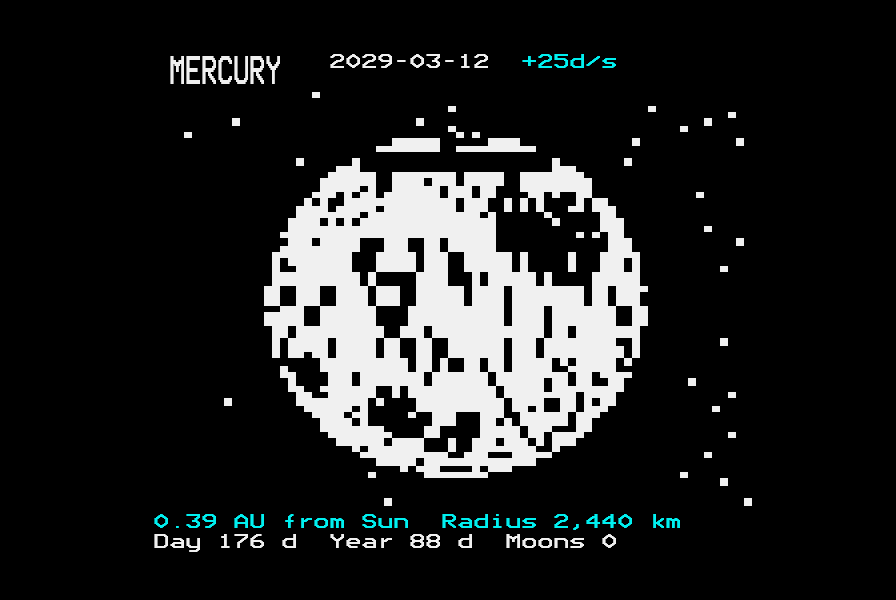 MERCURY 2029-03-12 +25d/s
0.39 AU from Sun Radius 2,440 km
Day 176 d Year 88 d Moons 0